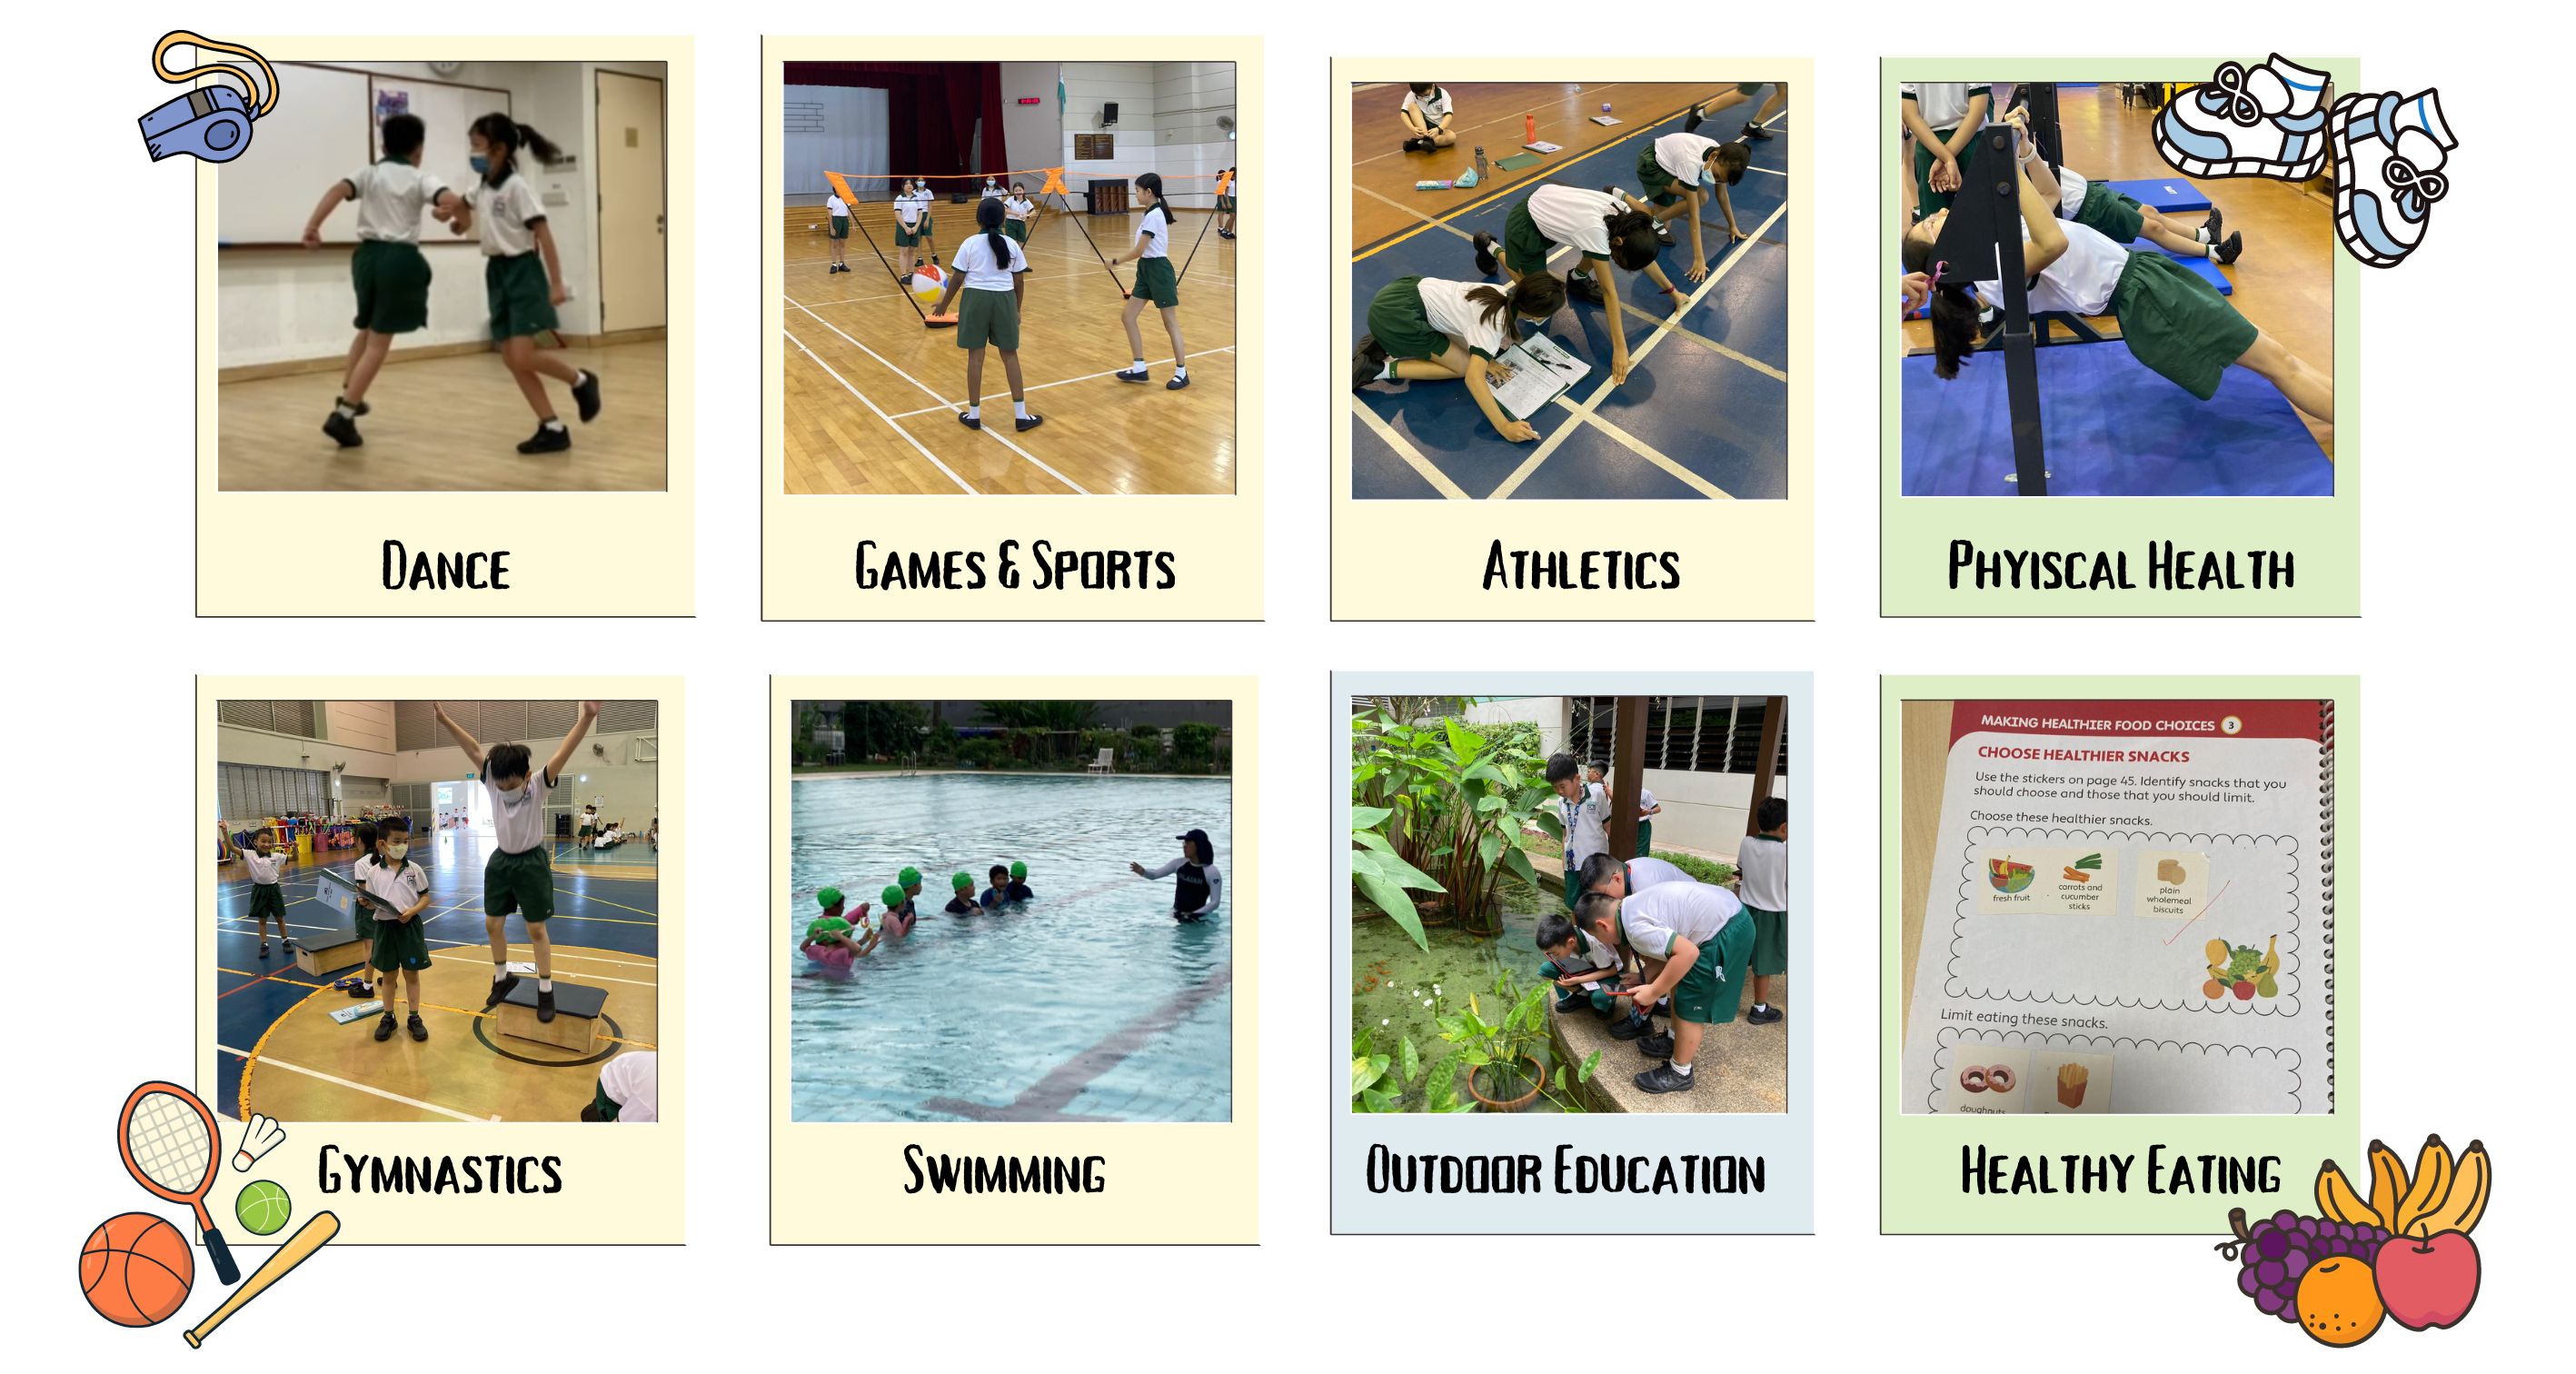 DANCE
GAMES & SPORTS
ATHLETICS
PHYISCAL HEALTH
GYMNASTICS
SWIMMING
OUTDOOR EDUCATION
MAKING HEALTHIER FOOD CHOICES 3
CHOOSE HEALTHIER SNACKS
Use the stickers on page 45. Identify snacks that you
should choose and those that you should limit.
Choose these healthier snacks.
fresh fruit
carrots and
cucumber
sticks
plain
wholemeal
biscuits
Limit eating these snacks.
doughnuts
HEALTHY EATING